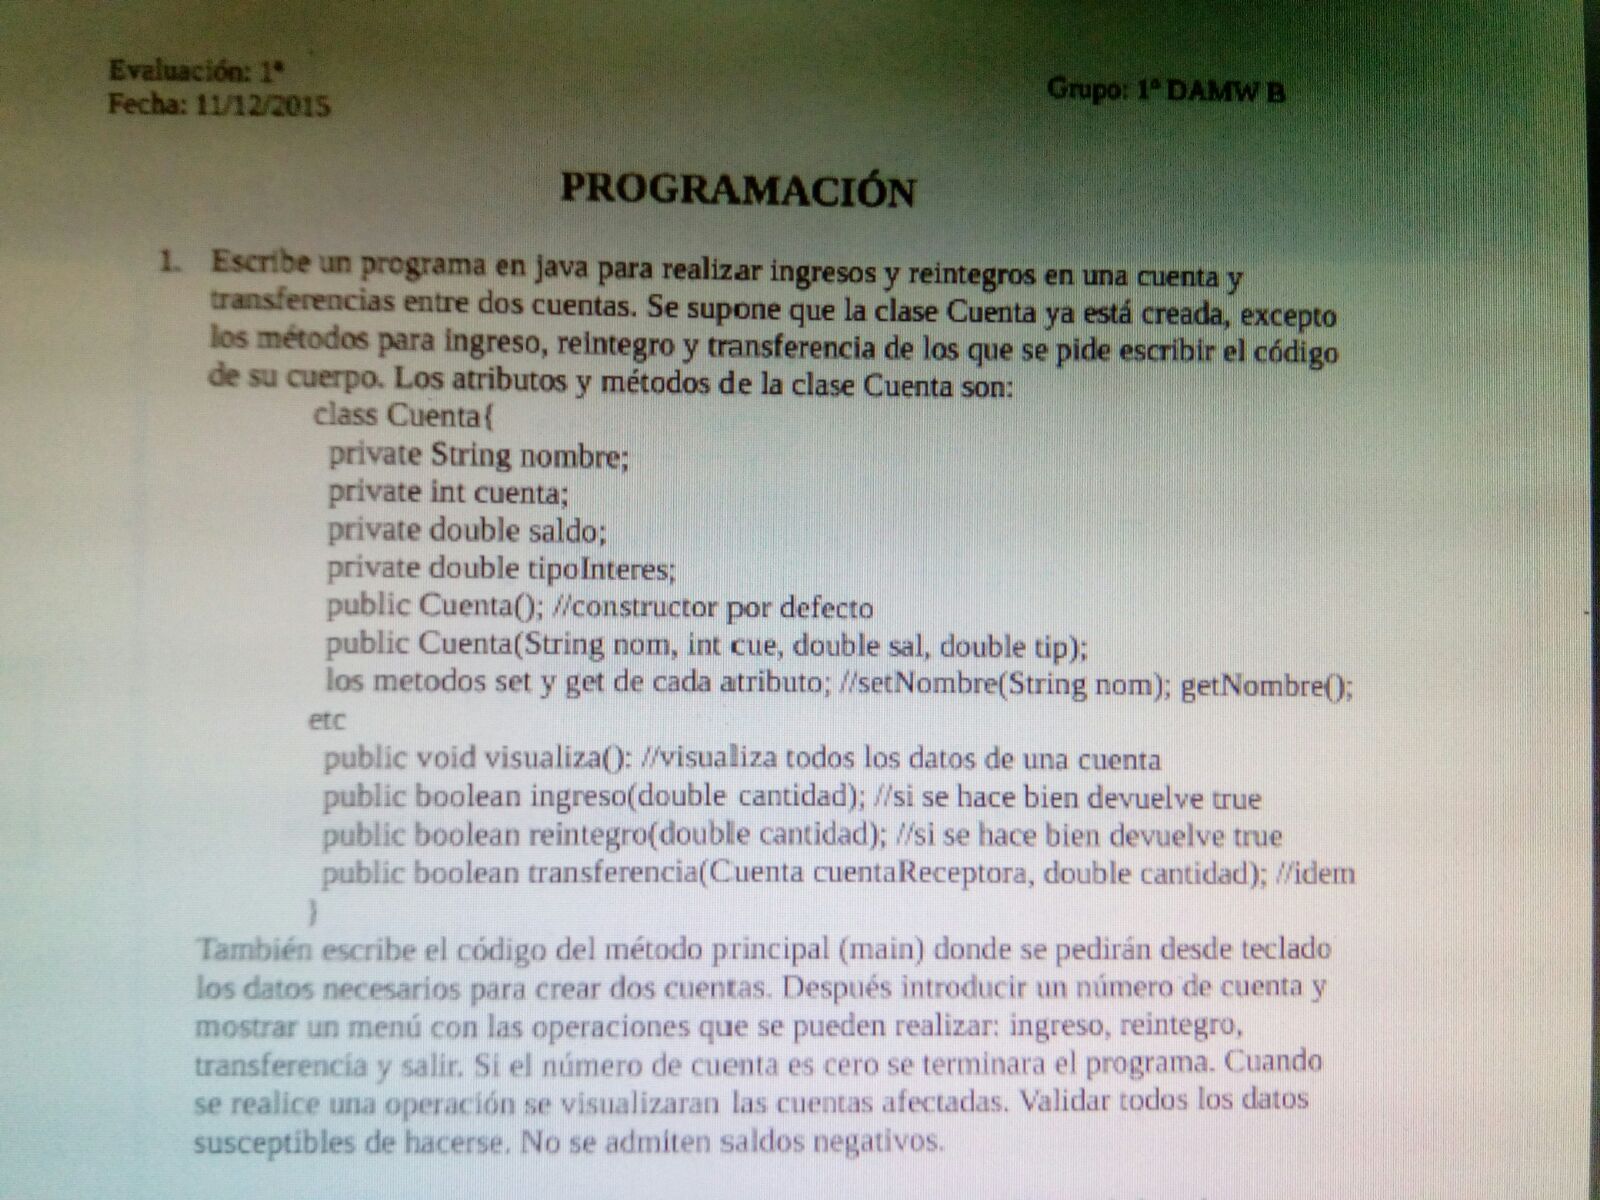 Evaluación: 1ª
Grupo: 1º DAMW B
Fecha: 11/12/2015
PROGRAMACIÓN
1. Escribe un programa en java para realizar ingresos y reintegros en una cuenta y
transferencias entre dos cuentas. Se supone que la clase Cuenta ya está creada, excepto
los métodos para ingreso, reintegro y transferencia de los que se pide escribir el código
de su cuerpo. Los atributos y métodos de la clase Cuenta son:
class Cuenta{
private String nombre;
private int cuenta;
private double saldo;
private double tipoInteres;
public Cuenta(); //constructor por defecto
public Cuenta(String nom, int cue, double sal, double tip);
los metodos set y get de cada atributo; //setNombre(String nom); getNombre();
etc
public void visualiza(): //visualiza todos los datos de una cuenta
public boolean ingreso(double cantidad); //si se hace bien devuelve true
public boolean reintegro(double cantidad); //si se hace bien devuelve true
public boolean transferencia(Cuenta cuentaReceptora, double cantidad); //idem
}
También escribe el código del método principal (main) donde se pedirán desde teclado
los datos necesarios para crear dos cuentas. Después introducir un número de cuenta y
mostrar un menú con las operaciones que se pueden realizar: ingreso, reintegro,
transferencia y salir. Si el número de cuenta es cero se terminara el programa. Cuando
se realice una operación se visualizaran las cuentas afectadas. Validar todos los datos
susceptibles de hacerse. No se admiten saldos negativos.